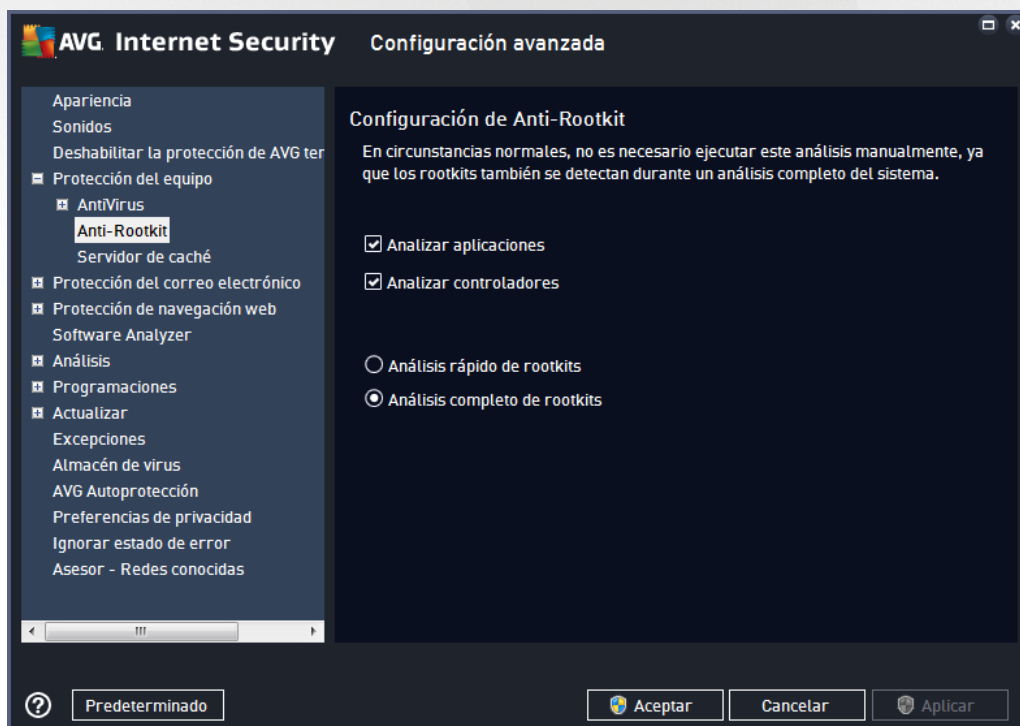 AVG. Internet Security
Configuración avanzada
Apariencia
Sonidos
Deshabilitar la protección de AVG ter
Protección del equipo
AntiVirus
Anti-Rootkit
Servidor de caché
Protección del correo electrónico
Protección de navegación web
Software Analyzer
Análisis
Programaciones
Actualizar
Excepciones
Almacén de virus
AVG Autoprotección
Preferencias de privacidad
Ignorar estado de error
Asesor - Redes conocidas
Configuración de Anti-Rootkit
En circunstancias normales, no es necesario ejecutar este análisis manualmente, ya
que los rootkits también se detectan durante un análisis completo del sistema.
Analizar aplicaciones
Analizar controladores
Análisis rápido de rootkits
Análisis completo de rootkits
Predeterminado
Aceptar
Cancelar
Aplicar